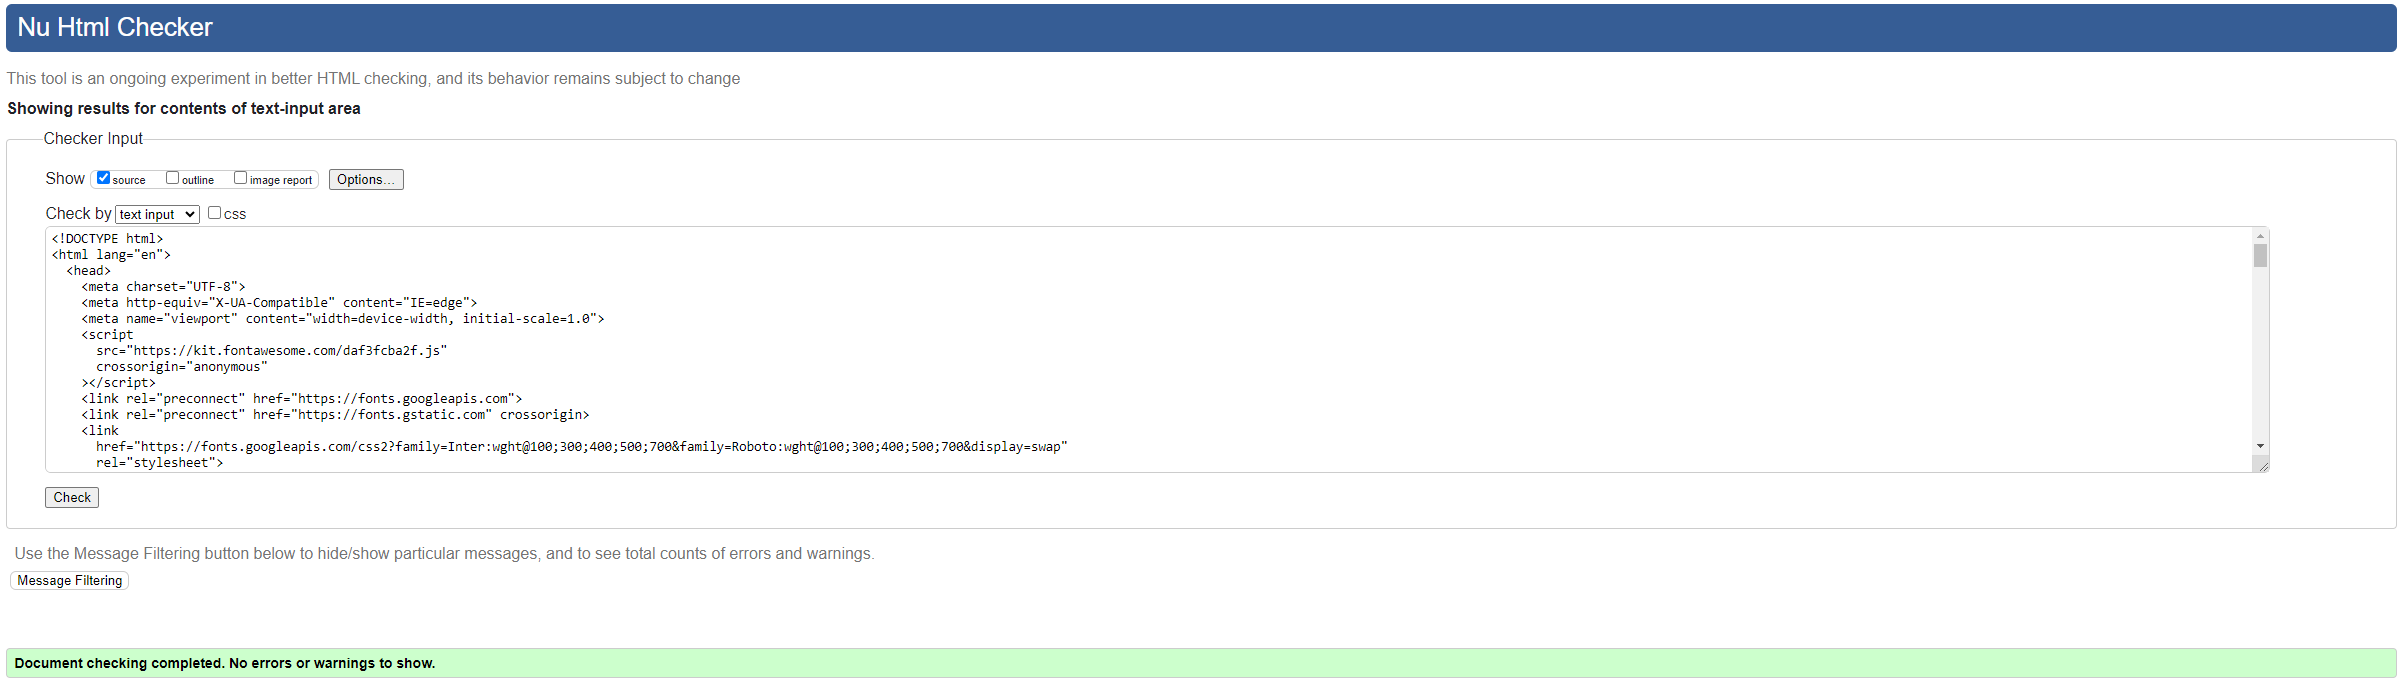 Nu Html Checker
This tool is an ongoing experiment in better HTML checking, and its behavior remains subject to change
Showing results for contents of text-input area
Checker Input
Show source outline image report Options...
Check by text input css
<!DOCTYPE html>
<html lang="en">
  <head>
    <meta charset="UTF-8">
    <meta http-equiv="X-UA-Compatible" content="IE=edge">
    <meta name="viewport" content="width=device-width, initial-scale=1.0">
    <script
      src="https://kit.fontawesome.com/daf3fcba2f.js"
      crossorigin="anonymous"
    ></script>
    <link rel="preconnect" href="https://fonts.googleapis.com">
    <link rel="preconnect" href="https://fonts.gstatic.com" crossorigin>
    <link
      href="https://fonts.googleapis.com/css2?family=Inter:wght@100;300;400;500;700&family=Roboto:wght@100;300;400;500;700&display=swap"
      rel="stylesheet">
Check
Use the Message Filtering button below to hide/show particular messages, and to see total counts of errors and warnings.
Message Filtering
Document checking completed. No errors or warnings to show.